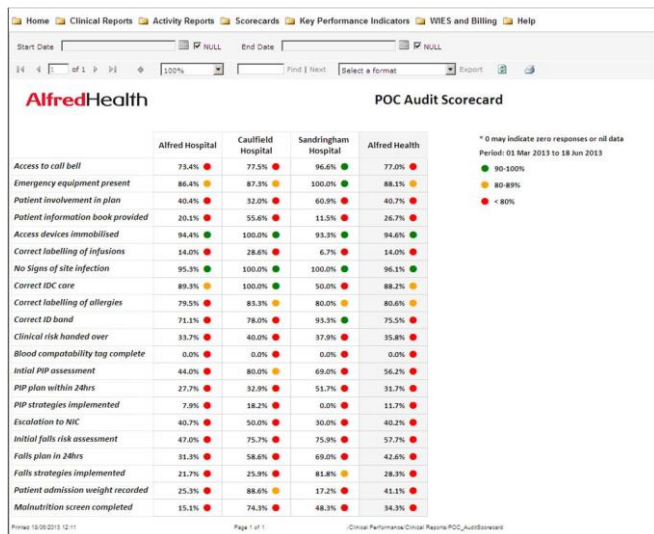 Home Clinical Reports Activity Reports Scorecards Key Performance Indicators WIES and Billing Help
Start Date NULL End Date NULL
of 1 100% Find | Next Select a format Export
AlfredHealth
POC Audit Scorecard
Alfred Hospital Caulfield Hospital Sandringham Hospital Alfred Health
* 0 may indicate zero responses or nil data
Period: 01 Mar 2013 to 18 Jun 2013
90-100%
80-89%
< 80%
Access to call bell 73.4% 77.5% 96.6% 77.0%
Emergency equipment present 86.4% 87.3% 100.0% 88.1%
Patient involvement in plan 40.4% 32.0% 60.9% 40.7%
Patient information book provided 20.1% 55.6% 11.5% 26.7%
Access devices immobilised 94.4% 100.0% 93.3% 94.6%
Correct labelling of infusions 14.0% 28.6% 6.7% 14.0%
No Signs of site infection 95.3% 100.0% 100.0% 96.1%
Correct IDC care 89.3% 100.0% 50.0% 88.2%
Correct labelling of allergies 79.5% 83.3% 80.0% 80.6%
Correct ID band 71.1% 78.0% 93.3% 75.5%
Clinical risk handed over 33.7% 40.0% 37.9% 35.8%
Blood compatability tag complete 0.0% 0.0% 0.0% 0.0%
Intial PIP assessment 44.0% 80.0% 69.0% 56.2%
PIP plan within 24hrs 27.7% 32.9% 51.7% 31.7%
PIP strategies implemented 7.9% 18.2% 0.0% 11.7%
Escalation to NIC 40.7% 50.0% 30.0% 40.2%
Initial falls risk assessment 47.0% 75.7% 75.9% 57.7%
Falls plan in 24hrs 31.3% 58.6% 69.0% 42.6%
Falls strategies implemented 21.7% 25.9% 81.8% 28.3%
Patient admission weight recorded 25.3% 88.6% 17.2% 41.1%
Malnutrition screen completed 15.1% 74.3% 48.3% 34.3%
Printed 18/06/2013 12:11 Page 1 of 1 /Clinical Performance/Clinical Reports/POC_AuditScorecard